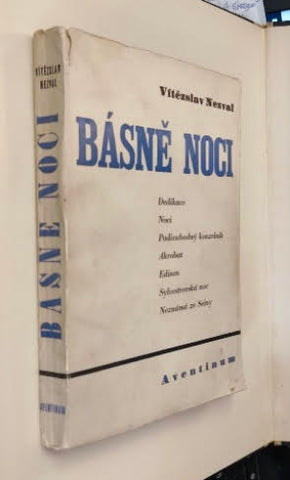 VÍTĚZSLAV
NEZVAL
BÁSNĚ NOCI
AVENTINUM
Vítězslav Nezval
BÁSNĚ NOCI
Dedikace
Noci
Podivuhodný kouzelník
Akrobat
Edison
Sylvestrovská noc
Neznámá ze Seiny
Aventinum